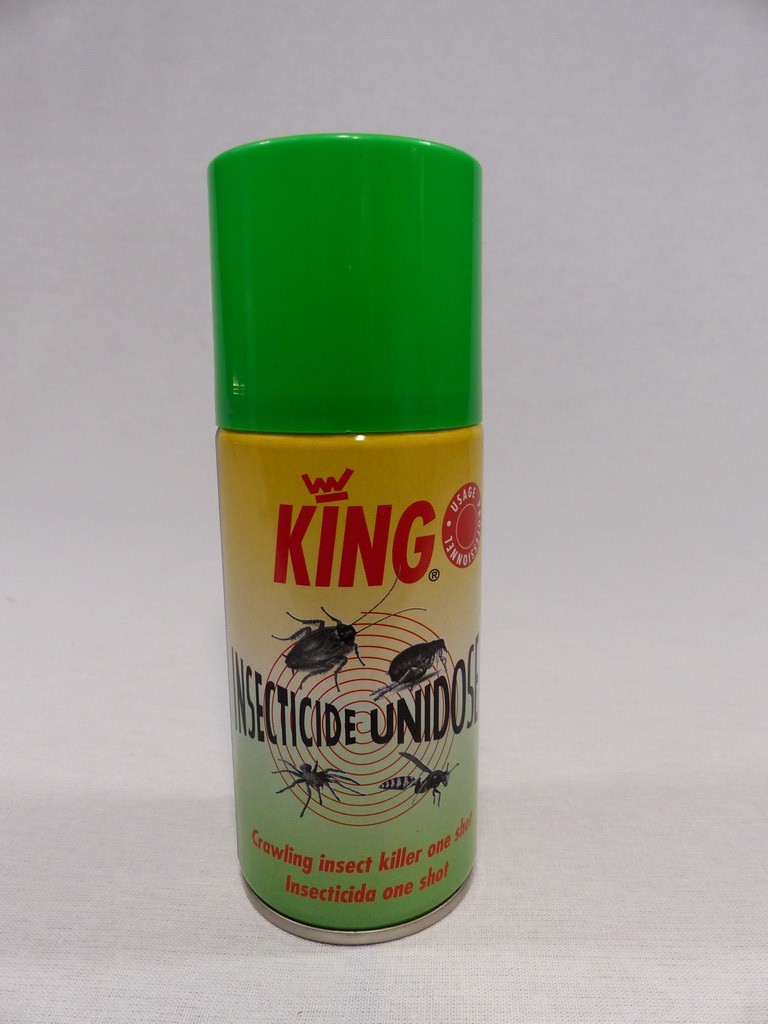 KING®
USAGE PROFESSIONNEL
INSECTICIDE UNIDOSE
Crawling insect killer one shot
Insecticida one shot